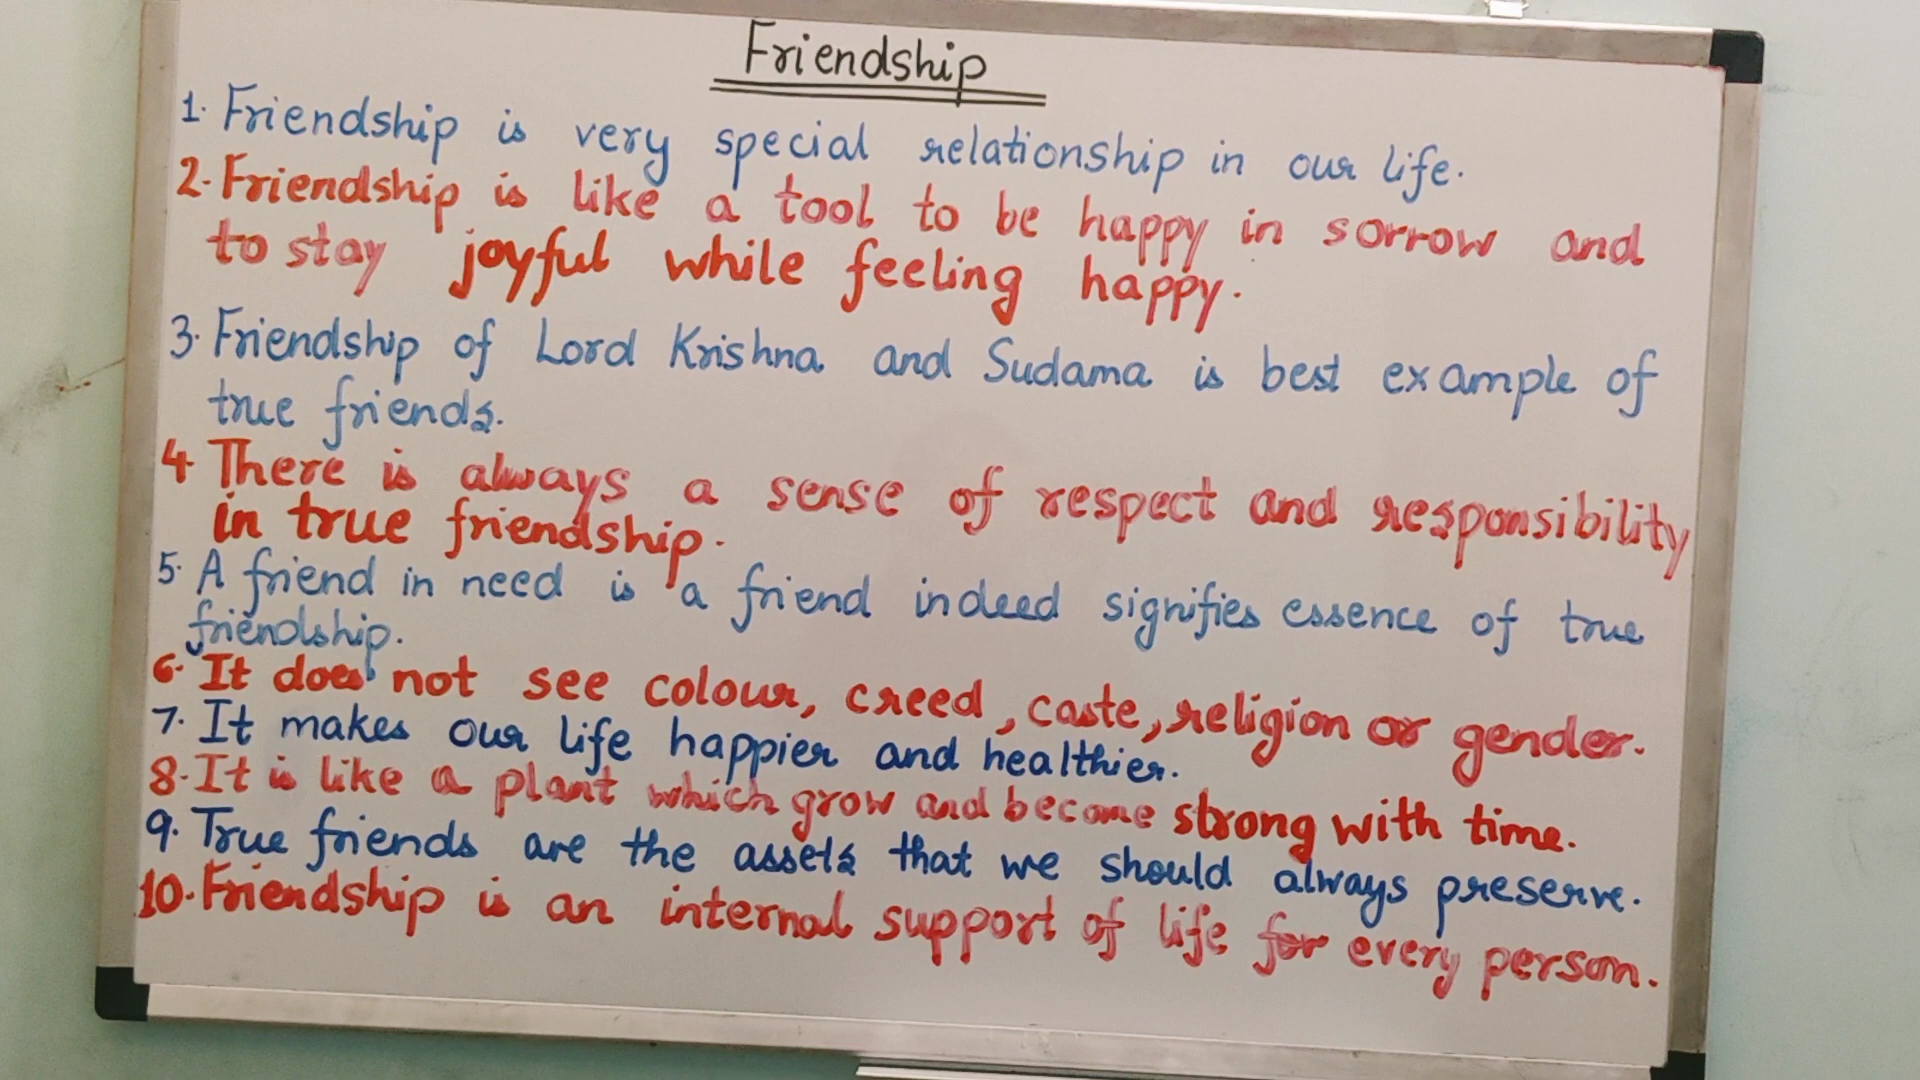 Friendship
1. Friendship is very special relationship in our life.
2. Friendship is like a tool to be happy in sorrow and
to stay joyful while feeling happy.
3. Friendship of Lord Krishna and Sudama is best example of
true friends.
4. There is always a sense of respect and responsibility
in true friendship.
5. A friend in need is a friend indeed signifies essence of true
friendship.
6. It does not see colour, creed, caste, religion or gender.
7. It makes our life happier and healthier.
8. It is like a plant which grow and become strong with time.
9. True friends are the assets that we should always preserve.
10. Friendship is an internal support of life for every person.